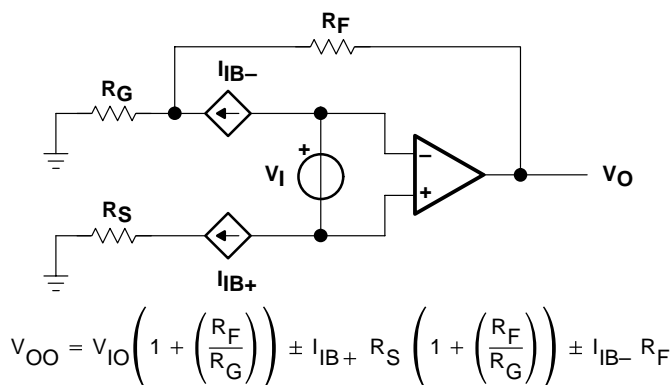 RF
IIB−
RG
+
VI
−
+
VO
RS
IIB+
VOO = VIO(1 + (RF/RG)) ± IIB+ RS (1 + (RF/RG)) ± IIB− RF